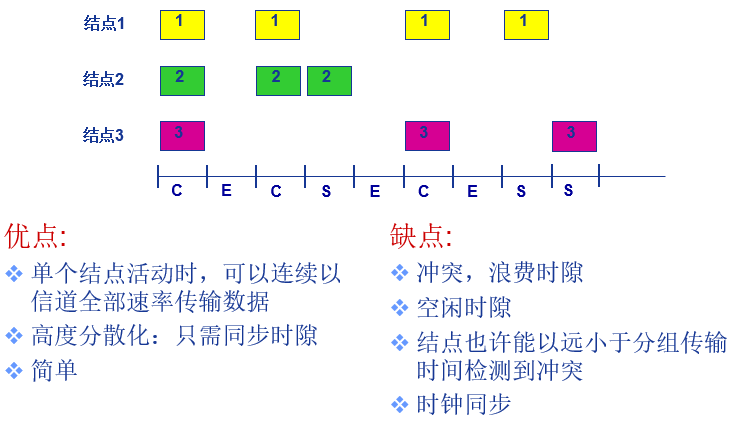 结点1 1 1 1 1
结点2 2 2 2
结点3 3 3 3
C E C S E C E S S
优点:
单个结点活动时，可以连续以
信道全部速率传输数据
高度分散化：只需同步时隙
简单
缺点:
冲突，浪费时隙
空闲时隙
结点也许能以远小于分组传输
时间检测到冲突
时钟同步